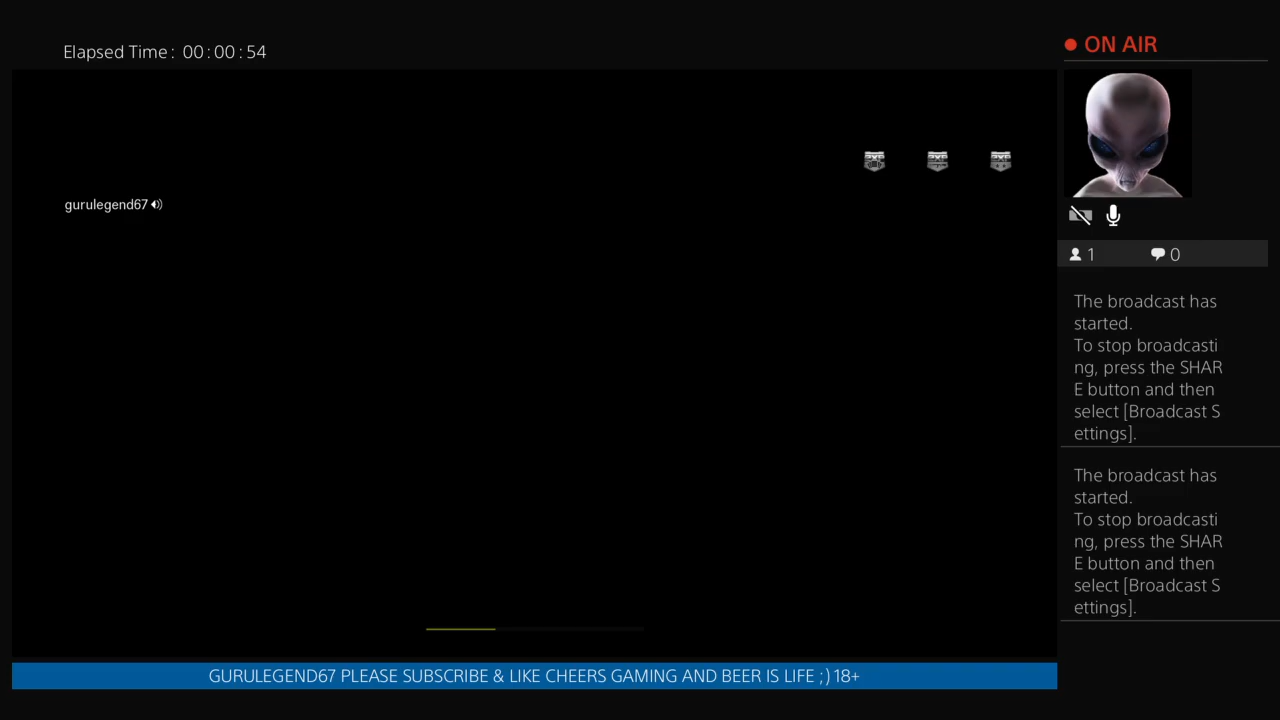 Elapsed Time: 00:00:54
ON AIR
gurulegend67
1
0
The broadcast has
started.
To stop broadcasti
ng, press the SHAR
E button and then
select [Broadcast S
ettings].
The broadcast has
started.
To stop broadcasti
ng, press the SHAR
E button and then
select [Broadcast S
ettings].
GURULEGEND67 PLEASE SUBSCRIBE & LIKE CHEERS GAMING AND BEER IS LIFE ;) 18+